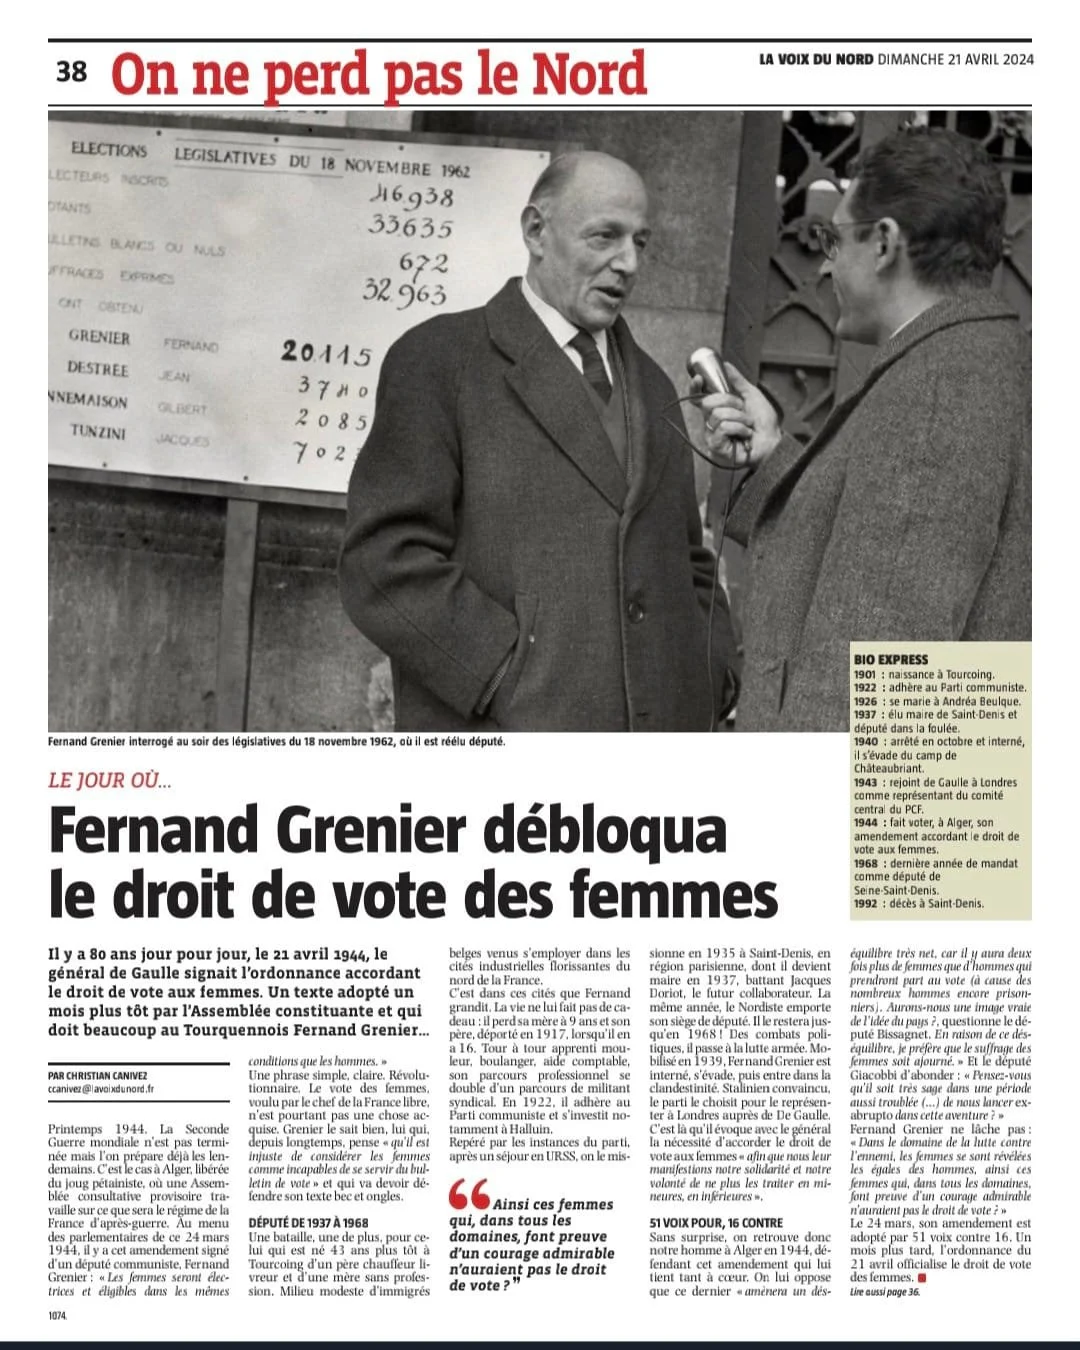 38
On ne perd pas le Nord
LA VOIX DU NORD DIMANCHE 21 AVRIL 2024
ELECTIONS LEGISLATIVES DU 18 NOVEMBRE 1962
LECTEURS INSCRITS 46.938
OTANTS 33635
LLETINS BLANCS OU NULS 672
FFRAGES EXPRIMES 32.963
ONT OBTENU
GRENIER FERNAND 20.115
DESTREE JEAN
NNEMAISON GILBERT 2085
TUNZINI JACQUES 702
Fernand Grenier interrogé au soir des législatives du 18 novembre 1962, où il est réélu député.
BIO EXPRESS
1901 : naissance à Tourcoing.
1922 : adhère au Parti communiste.
1926 : se marie à Andréa Beulque.
1937 : élu maire de Saint-Denis et
député dans la foulée.
1940 : arrêté en octobre et interné,
il s'évade du camp de
Châteaubriant.
1943 : rejoint de Gaulle à Londres
comme représentant du comité
central du PCF.
1944 : fait voter, à Alger, son
amendement accordant le droit de
vote aux femmes.
1968 : dernière année de mandat
comme député de
Seine-Saint-Denis.
1992 : décès à Saint-Denis.
LE JOUR OÙ...
Fernand Grenier débloqua
le droit de vote des femmes
Il y a 80 ans jour pour jour, le 21 avril 1944, le
général de Gaulle signait l'ordonnance accordant
le droit de vote aux femmes. Un texte adopté un
mois plus tôt par l'Assemblée constituante et qui
doit beaucoup au Tourquennois Fernand Grenier...
PAR CHRISTIAN CANIVEZ
ccanivez@lavoixdunord.fr
Printemps 1944. La Seconde
Guerre mondiale n'est pas termi-
née mais l'on prépare déjà les len-
demains. C'est le cas à Alger, libérée
du joug pétainiste, où une Assem-
blée consultative provisoire tra-
vaille sur ce que sera le régime de la
France d'après-guerre. Au menu
des parlementaires de ce 24 mars
1944, il y a cet amendement signé
d'un député communiste, Fernand
Grenier : « Les femmes seront élec-
trices et éligibles dans les mêmes
conditions que les hommes. »
Une phrase simple, claire. Révolu-
tionnaire. Le vote des femmes,
voulu par le chef de la France libre,
n'est pourtant pas une chose ac-
quise. Grenier le sait bien, lui qui,
depuis longtemps, pense « qu'il est
injuste de considérer les femmes
comme incapables de se servir du bul-
letin de vote » et qui va devoir dé-
fendre son texte bec et ongles.
DÉPUTÉ DE 1937 À 1968
Une bataille, une de plus, pour ce-
lui qui est né 43 ans plus tôt à
Tourcoing d'un père chauffeur li-
vreur et d'une mère sans profes-
sion. Milieu modeste d'immigrés
belges venus s'employer dans les
cités industrielles florissantes du
nord de la France.
C'est dans ces cités que Fernand
grandit. La vie ne lui fait pas de ca-
deau : il perd sa mère à 9 ans et son
père, déporté en 1917, lorsqu'il en
a 16. Tour à tour apprenti mou-
leur, boulanger, aide comptable,
son parcours professionnel se
double d'un parcours de militant
syndical. En 1922, il adhère au
Parti communiste et s'investit no-
tamment à Halluin.
Repéré par les instances du parti,
après un séjour en URSS, on le mis-
“Ainsi ces femmes
qui, dans tous les
domaines, font preuve
d'un courage admirable
n'auraient pas le droit
de vote ?”
sionne en 1935 à Saint-Denis, en
région parisienne, dont il devient
maire en 1937, battant Jacques
Doriot, le futur collaborateur. La
même année, le Nordiste emporte
son siège de député. Il le restera jus-
qu'en 1968 ! Des combats poli-
tiques, il passe à la lutte armée. Mo-
bilisé en 1939, Fernand Grenier est
interné, s'évade, puis entre dans la
clandestinité. Stalinien convaincu,
le parti le choisit pour le représen-
ter à Londres auprès de De Gaulle.
C'est là qu'il évoque avec le général
la nécessité d'accorder le droit de
vote aux femmes « afin que nous leur
manifestions notre solidarité et notre
volonté de ne plus les traiter en mi-
neures, en inférieures ».
51 VOIX POUR, 16 CONTRE
Sans surprise, on retrouve donc
notre homme à Alger en 1944, dé-
fendant cet amendement qui lui
tient tant à cœur. On lui oppose
que ce dernier « amènera un dés-
équilibre très net, car il y aura deux
fois plus de femmes que d'hommes qui
prendront part au vote (à cause des
nombreux hommes encore prison-
niers). Aurons-nous une image vraie
de l'idée du pays ?, questionne le dé-
puté Bissagnet. En raison de ce dés-
équilibre, je préfère que le suffrage des
femmes soit ajourné. » Et le député
Giacobbi d'abonder : « Pensez-vous
qu'il soit très sage dans une période
aussi troublée (...) de nous lancer ex-
abrupto dans cette aventure ? »
Fernand Grenier ne lâche pas :
« Dans le domaine de la lutte contre
l'ennemi, les femmes se sont révélées
les égales des hommes, ainsi ces
femmes qui, dans tous les domaines,
font preuve d'un courage admirable
n'auraient pas le droit de vote ? »
Le 24 mars, son amendement est
adopté par 51 voix contre 16. Un
mois plus tard, l'ordonnance du
21 avril officialise le droit de vote
des femmes.
Lire aussi page 36.
1074.